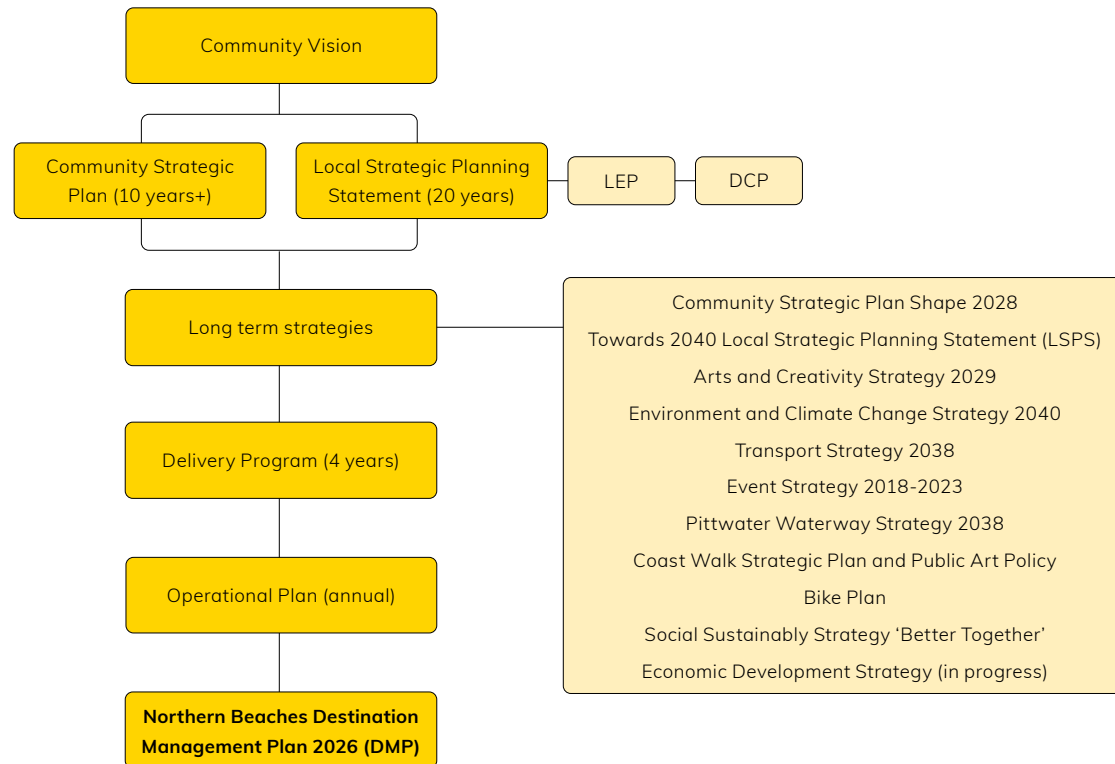 Community Vision
Community Strategic
Plan (10 years+)
Local Strategic Planning
Statement (20 years)
LEP
DCP
Long term strategies
Community Strategic Plan Shape 2028
Towards 2040 Local Strategic Planning Statement (LSPS)
Arts and Creativity Strategy 2029
Environment and Climate Change Strategy 2040
Transport Strategy 2038
Event Strategy 2018-2023
Pittwater Waterway Strategy 2038
Coast Walk Strategic Plan and Public Art Policy
Bike Plan
Social Sustainably Strategy ‘Better Together’
Economic Development Strategy (in progress)
Delivery Program (4 years)
Operational Plan (annual)
Northern Beaches Destination
Management Plan 2026 (DMP)